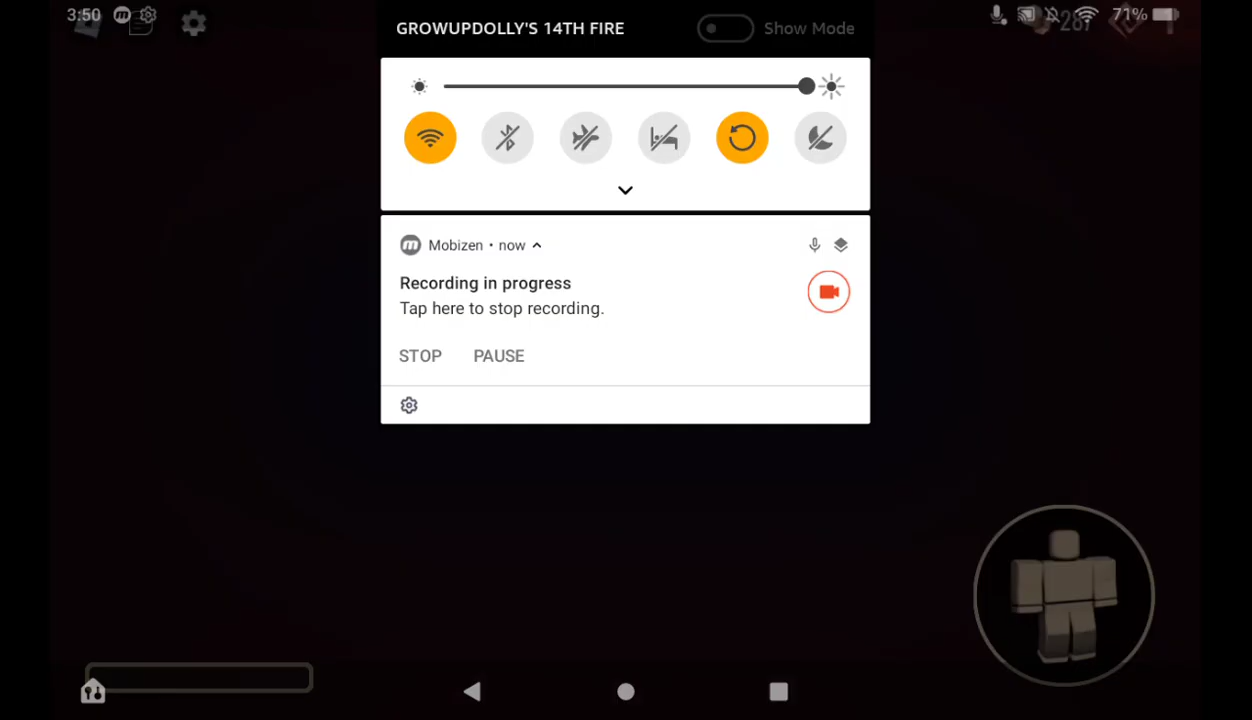 3:50
71%
287
GROWUPDOLLY'S 14TH FIRE
Show Mode
Mobizen • now
Recording in progress
Tap here to stop recording.
STOP PAUSE